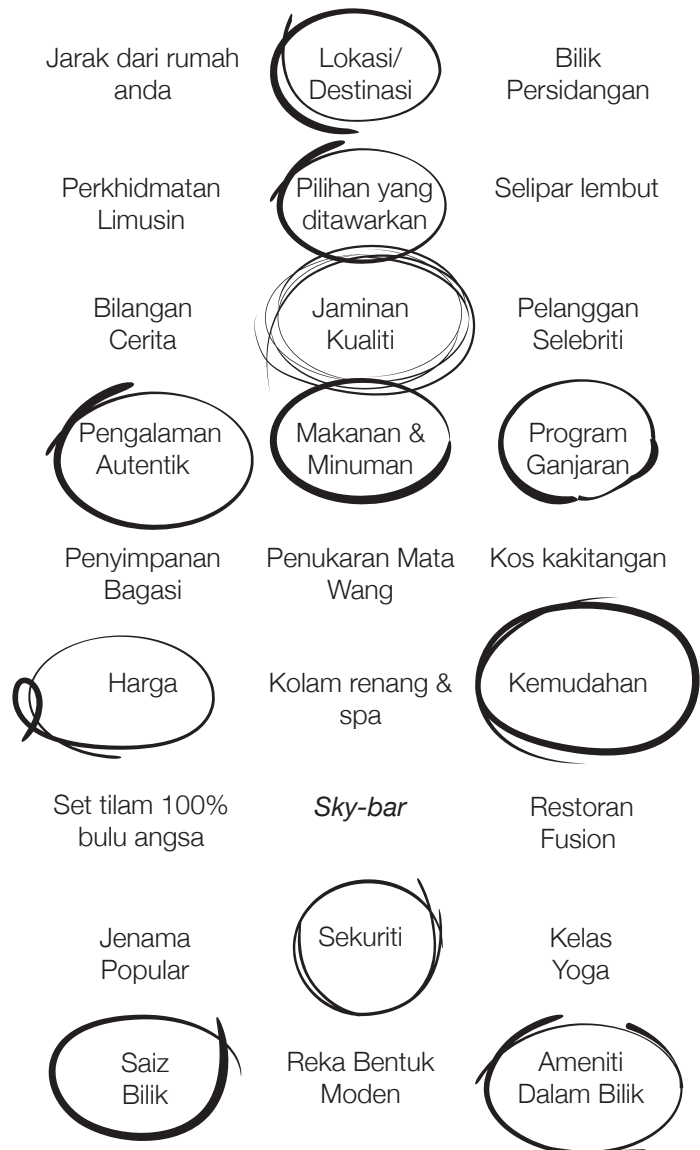 Jarak dari rumah
anda
Lokasi/
Destinasi
Bilik
Persidangan
Perkhidmatan
Limusin
Pilihan yang
ditawarkan
Selipar lembut
Bilangan
Cerita
Jaminan
Kualiti
Pelanggan
Selebriti
Pengalaman
Autentik
Makanan &
Minuman
Program
Ganjaran
Penyimpanan
Bagasi
Penukaran Mata
Wang
Kos kakitangan
Harga
Kolam renang &
spa
Kemudahan
Set tilam 100%
bulu angsa
Sky-bar
Restoran
Fusion
Jenama
Popular
Sekuriti
Kelas
Yoga
Saiz
Bilik
Reka Bentuk
Moden
Ameniti
Dalam Bilik